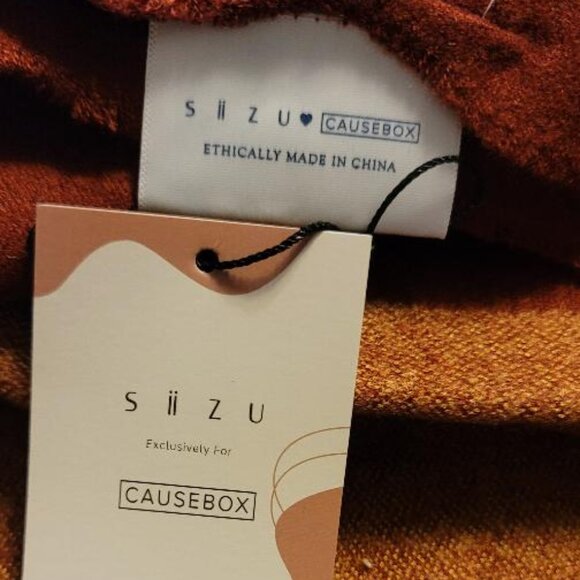 SiiZU♥ CAUSEBOX
ETHICALLY MADE IN CHINA
SiiZU
Exclusively For
CAUSEBOX